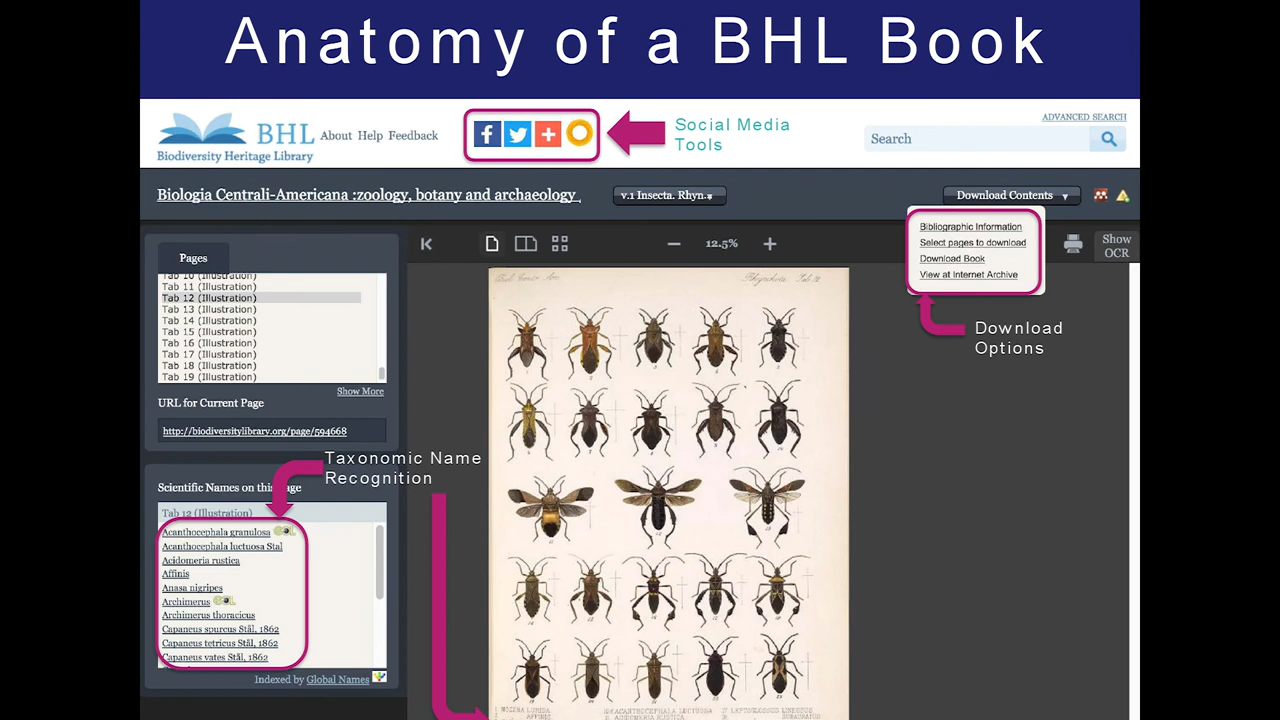 Anatomy of a BHL Book
BHL
Biodiversity Heritage Library
About Help Feedback
Social Media
Tools
ADVANCED SEARCH
Search
Biologia Centrali-Americana :zoology, botany and archaeology
v.1 Insecta. Rhyn.
Download Contents
Bibliographic Information
Select pages to download
Download Book
View at Internet Archive
Download
Options
12.5%
Show
OCR
Pages
Tab 10 (Illustration)
Tab 11 (Illustration)
Tab 12 (Illustration)
Tab 13 (Illustration)
Tab 14 (Illustration)
Tab 15 (Illustration)
Tab 16 (Illustration)
Tab 17 (Illustration)
Tab 18 (Illustration)
Tab 19 (Illustration)
Show More
URL for Current Page
http://biodiversitylibrary.org/page/594668
Taxonomic Name
Recognition
Scientific Names on this
Tab 12 (Illustration)
Acanthocephala granulosa
Acanthocephala luctuosa Stal
Acidomeria rustica
Affinis
Anasa nigripes
Archimerus
Archimerus thoracicus
Capaneus spurcus Stål, 1862
Capaneus tetricus Stål, 1862
Capaneus vates Stål, 1862
Indexed by Global Names